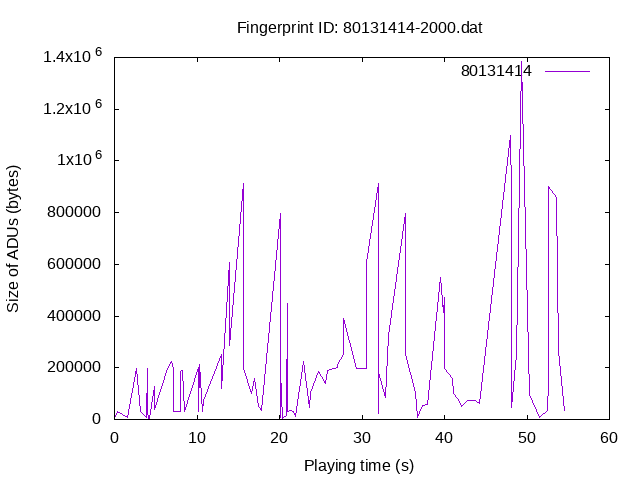 Fingerprint ID: 80131414-2000.dat
1.4x10^6
1.2x10^6
1x10^6
800000
600000
400000
200000
0
80131414
Size of ADUs (bytes)
0 10 20 30 40 50 60
Playing time (s)